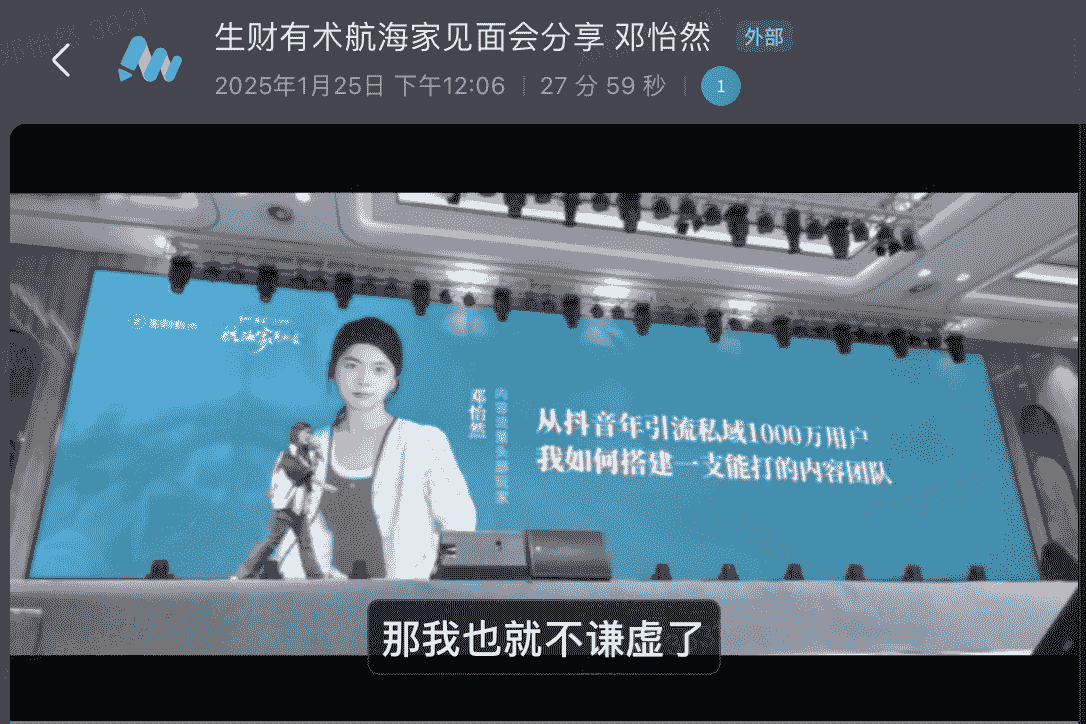 生财有术航海家见面会分享 邓怡然 外部
2025年1月25日 下午12:06 | 27 分 59 秒 | 1
邓怡然
从抖音年引流私域1000万用户
我如何搭建一支能打的内容团队
那我也就不谦虚了